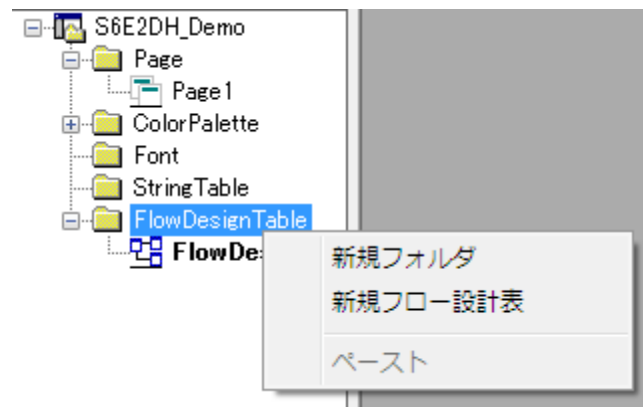 S6E2DH_Demo
Page
Page1
ColorPalette
Font
StringTable
FlowDesignTable
FlowDe
新規フォルダ
新規フロー設計表
ペースト